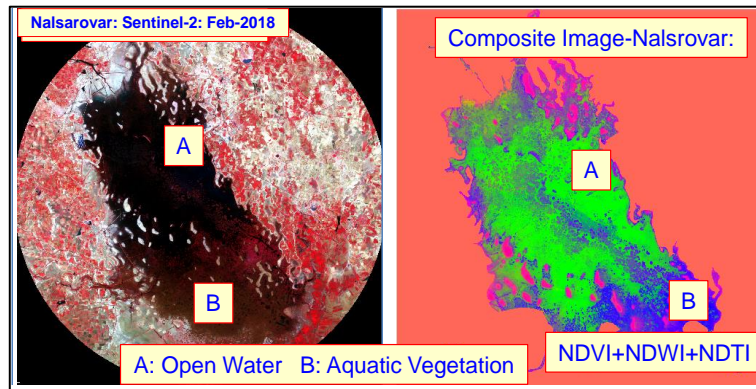 Nalsarovar: Sentinel-2: Feb-2018
Composite Image-Nalsrovar:
A
A
B
B
NDVI+NDWI+NDTI
A: Open Water B: Aquatic Vegetation